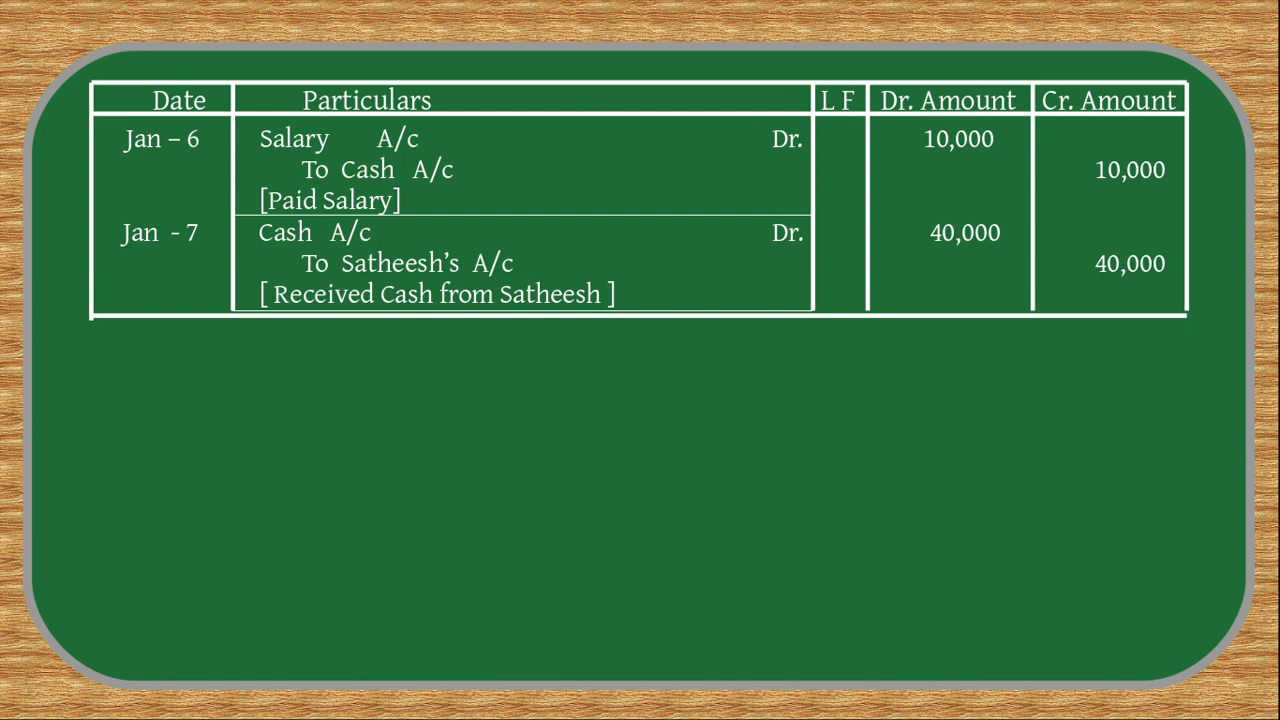 Date Particulars L F Dr. Amount Cr. Amount
Jan – 6 Salary A/c Dr. 10,000
To Cash A/c 10,000
[Paid Salary]
Jan - 7 Cash A/c Dr. 40,000
To Satheesh’s A/c 40,000
[ Received Cash from Satheesh ]